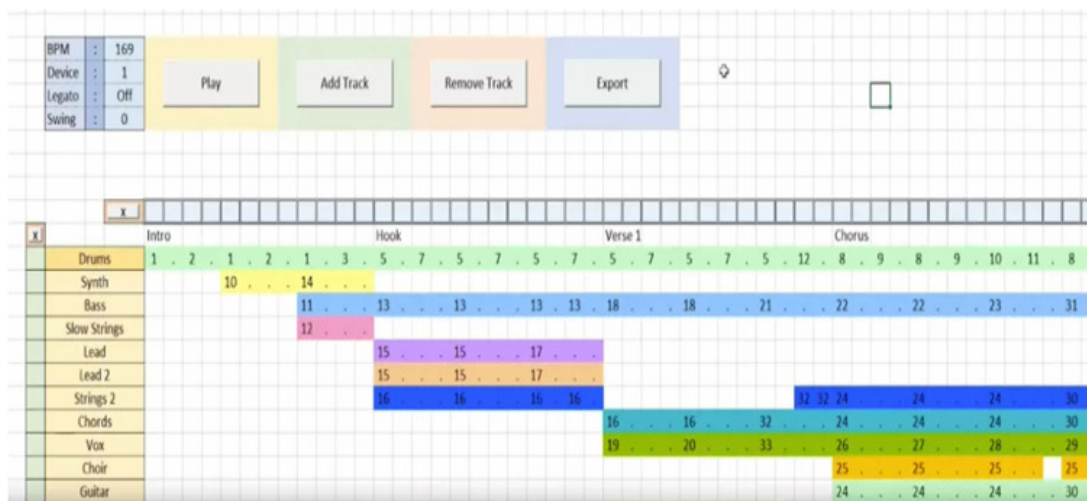 BPM : 169
Device : 1
Legato : Off
Swing : 0
Play
Add Track
Remove Track
Export
x
x
Intro Hook Verse 1 Chorus
Drums 1 . 2 . 1 . 2 . 1 . 3 . 5 . 7 . 5 . 7 . 5 . 7 . 5 . 7 . 5 . 7 . 5 . 12 . 8 . 9 . 8 . 9 . 10 . 11 . 8
Synth 10 . . . 14 . . .
Bass 11 . . . 13 . . . 13 . . . 13 . 13 . 18 . . . 18 . . . 21 . . . 22 . . . 22 . . . 23 . . . 31
Slow Strings 12 . . .
Lead 15 . . . 15 . . . 17 . . .
Lead 2 15 . . . 15 . . . 17 . . .
Strings 2 16 . . . 16 . . . 16 . 16 . 32 32 24 . . . 24 . . . 24 . . . 30
Chords 16 . . . 16 . . . 32 . . . 24 . . . 24 . . . 24 . . . 30
Vox 19 . . . 20 . . . 33 . . . 26 . . . 27 . . . 28 . . . 29
Choir 25 . . . 25 . . . 25 . . 25
Guitar 24 . . . 24 . . . 24 . . . 30